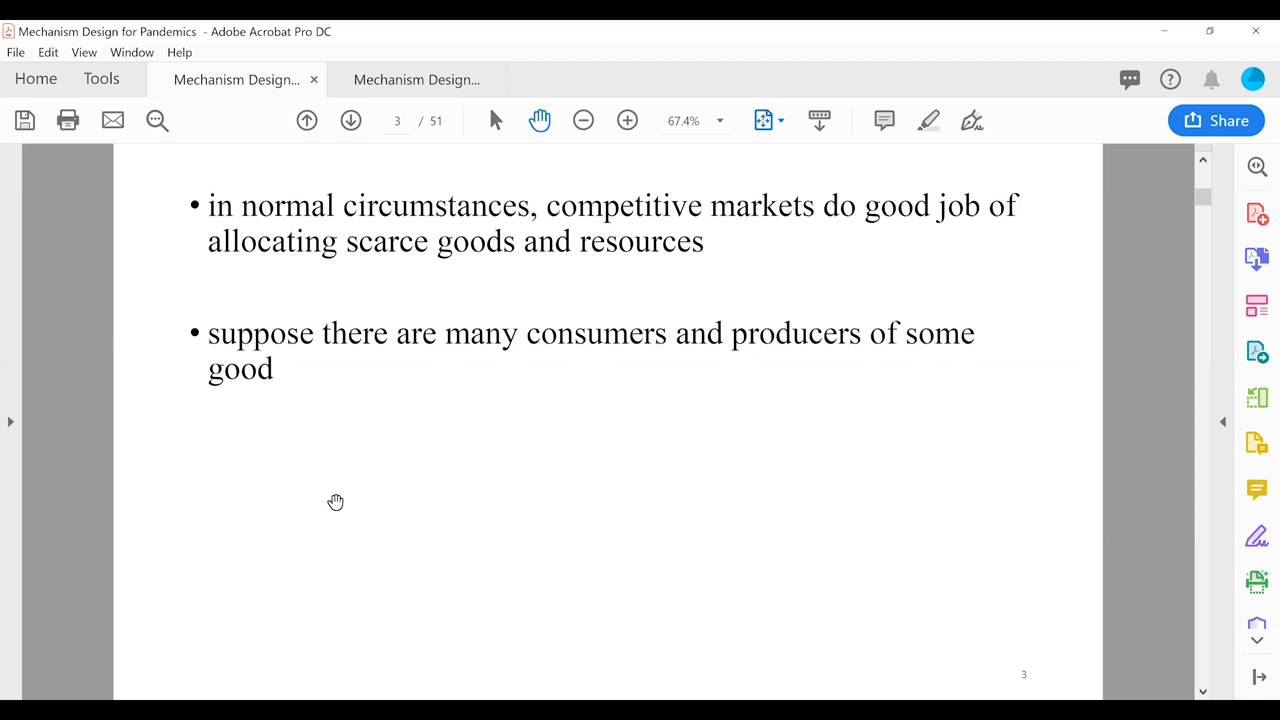 Mechanism Design for Pandemics - Adobe Acrobat Pro DC
File Edit View Window Help
Home Tools Mechanism Design... × Mechanism Design...
3 / 51 67.4% Share
• in normal circumstances, competitive markets do good job of
allocating scarce goods and resources
• suppose there are many consumers and producers of some
good
3